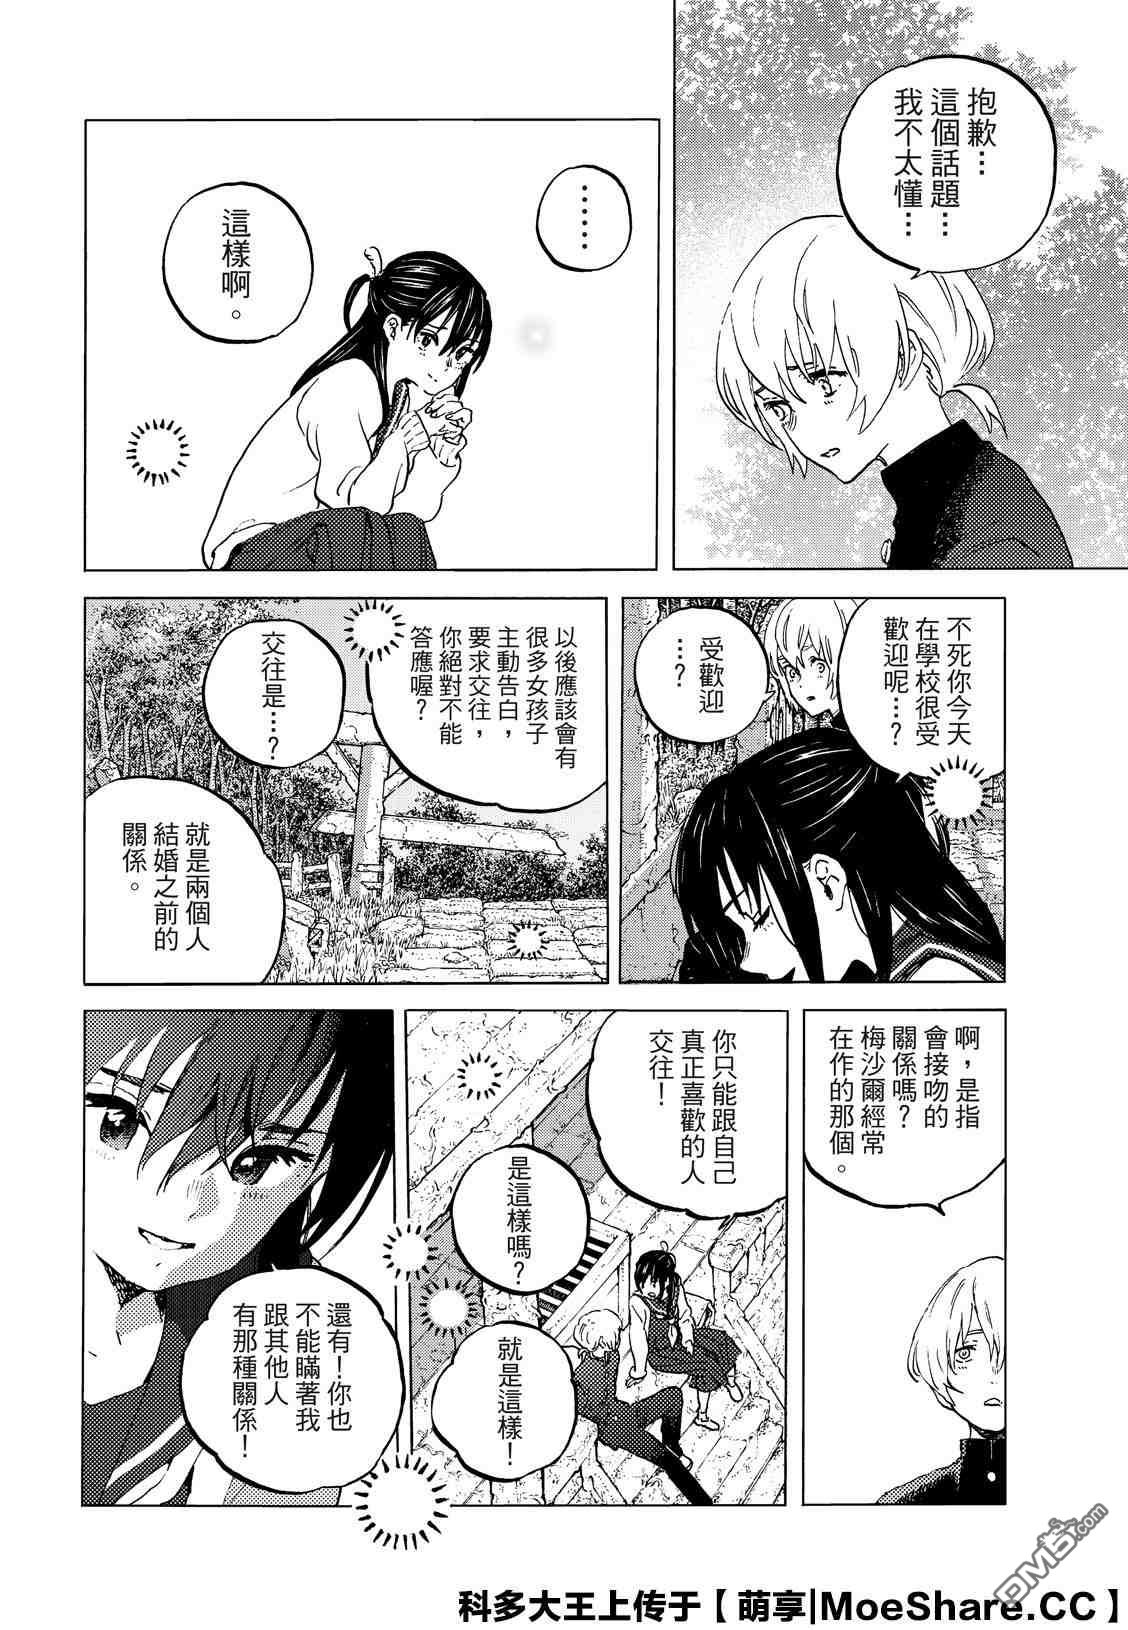 抱歉…
這個話題…
我不太懂…
……
這樣啊。
不死你今天
在學校很受
歡迎呢…?
受歡迎
…?
以後應該會有
很多女孩子
主動告白，
要求交往，
你絕對不能
答應喔?
交往是…?
就是兩個人
結婚之前的
關係。
啊，是指
會接吻的
關係嗎?
梅沙爾經常
在作的那個。
你只能跟自己
真正喜歡的人
交往!
是這樣嗎?
就是這樣!
還有!你也
不能瞞著我
跟其他人
有那種關係!
DM5.com
科多大王上传于【萌享|MoeShare.CC】